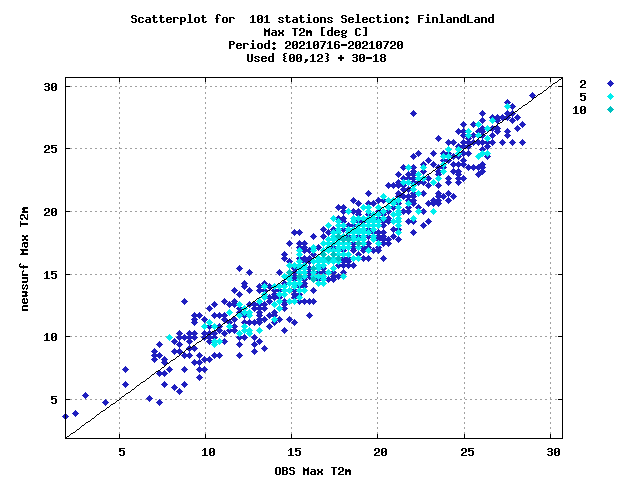 Scatterplot for  101 stations Selection: FinlandLand
Max T2m [deg C]
Period: 20210716-20210720
Used {00,12} + 30-18
2
5
10
30
25
20
15
10
5
newsurf Max T2m
5 10 15 20 25 30
OBS Max T2m